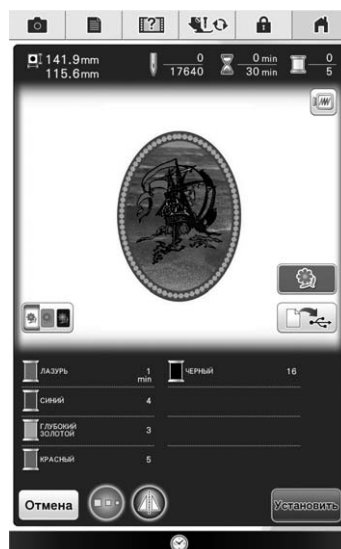 141.9mm
115.6mm
0
17640
0 min
30 min
0
5
ЛАЗУРЬ 1 min
СИНИЙ 4
ГЛУБОКИЙ ЗОЛОТОЙ 3
КРАСНЫЙ 5
ЧЕРНЫЙ 16
Отмена
Установить